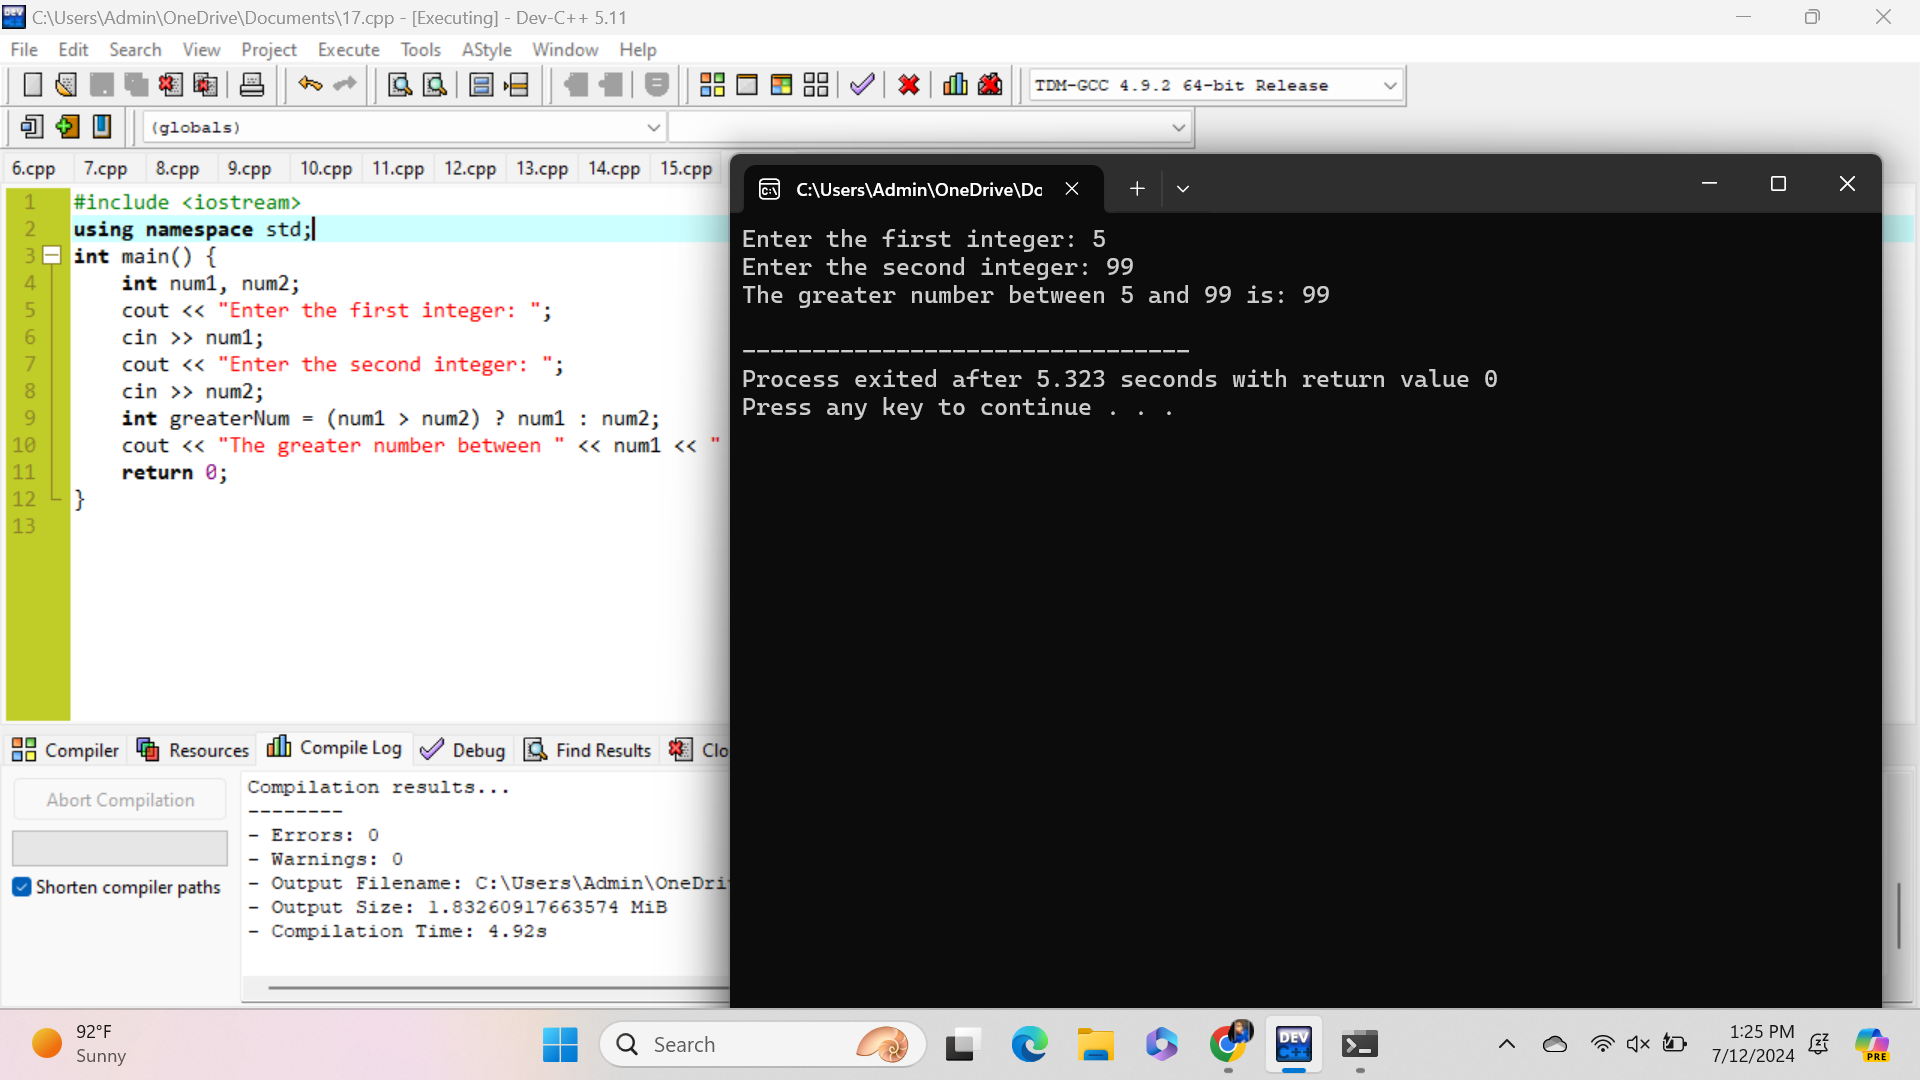 C:\Users\Admin\OneDrive\Documents\17.cpp - [Executing] - Dev-C++ 5.11
File Edit Search View Project Execute Tools AStyle Window Help
TDM-GCC 4.9.2 64-bit Release
(globals)
6.cpp 7.cpp 8.cpp 9.cpp 10.cpp 11.cpp 12.cpp 13.cpp 14.cpp 15.cpp
1 #include <iostream>
2 using namespace std;
3 int main() {
4 int num1, num2;
5 cout << "Enter the first integer: ";
6 cin >> num1;
7 cout << "Enter the second integer: ";
8 cin >> num2;
9 int greaterNum = (num1 > num2) ? num1 : num2;
10 cout << "The greater number between " << num1 << "
11 return 0;
12 }
13
C:\Users\Admin\OneDrive\Dc
Enter the first integer: 5
Enter the second integer: 99
The greater number between 5 and 99 is: 99
--------------------------------
Process exited after 5.323 seconds with return value 0
Press any key to continue . . .
Compiler Resources Compile Log Debug Find Results Clo
Abort Compilation
Shorten compiler paths
Compilation results...
--------
- Errors: 0
- Warnings: 0
- Output Filename: C:\Users\Admin\OneDri
- Output Size: 1.83260917663574 MiB
- Compilation Time: 4.92s
92°F
Sunny
Search
DEV
C++
1:25 PM
7/12/2024
PRE